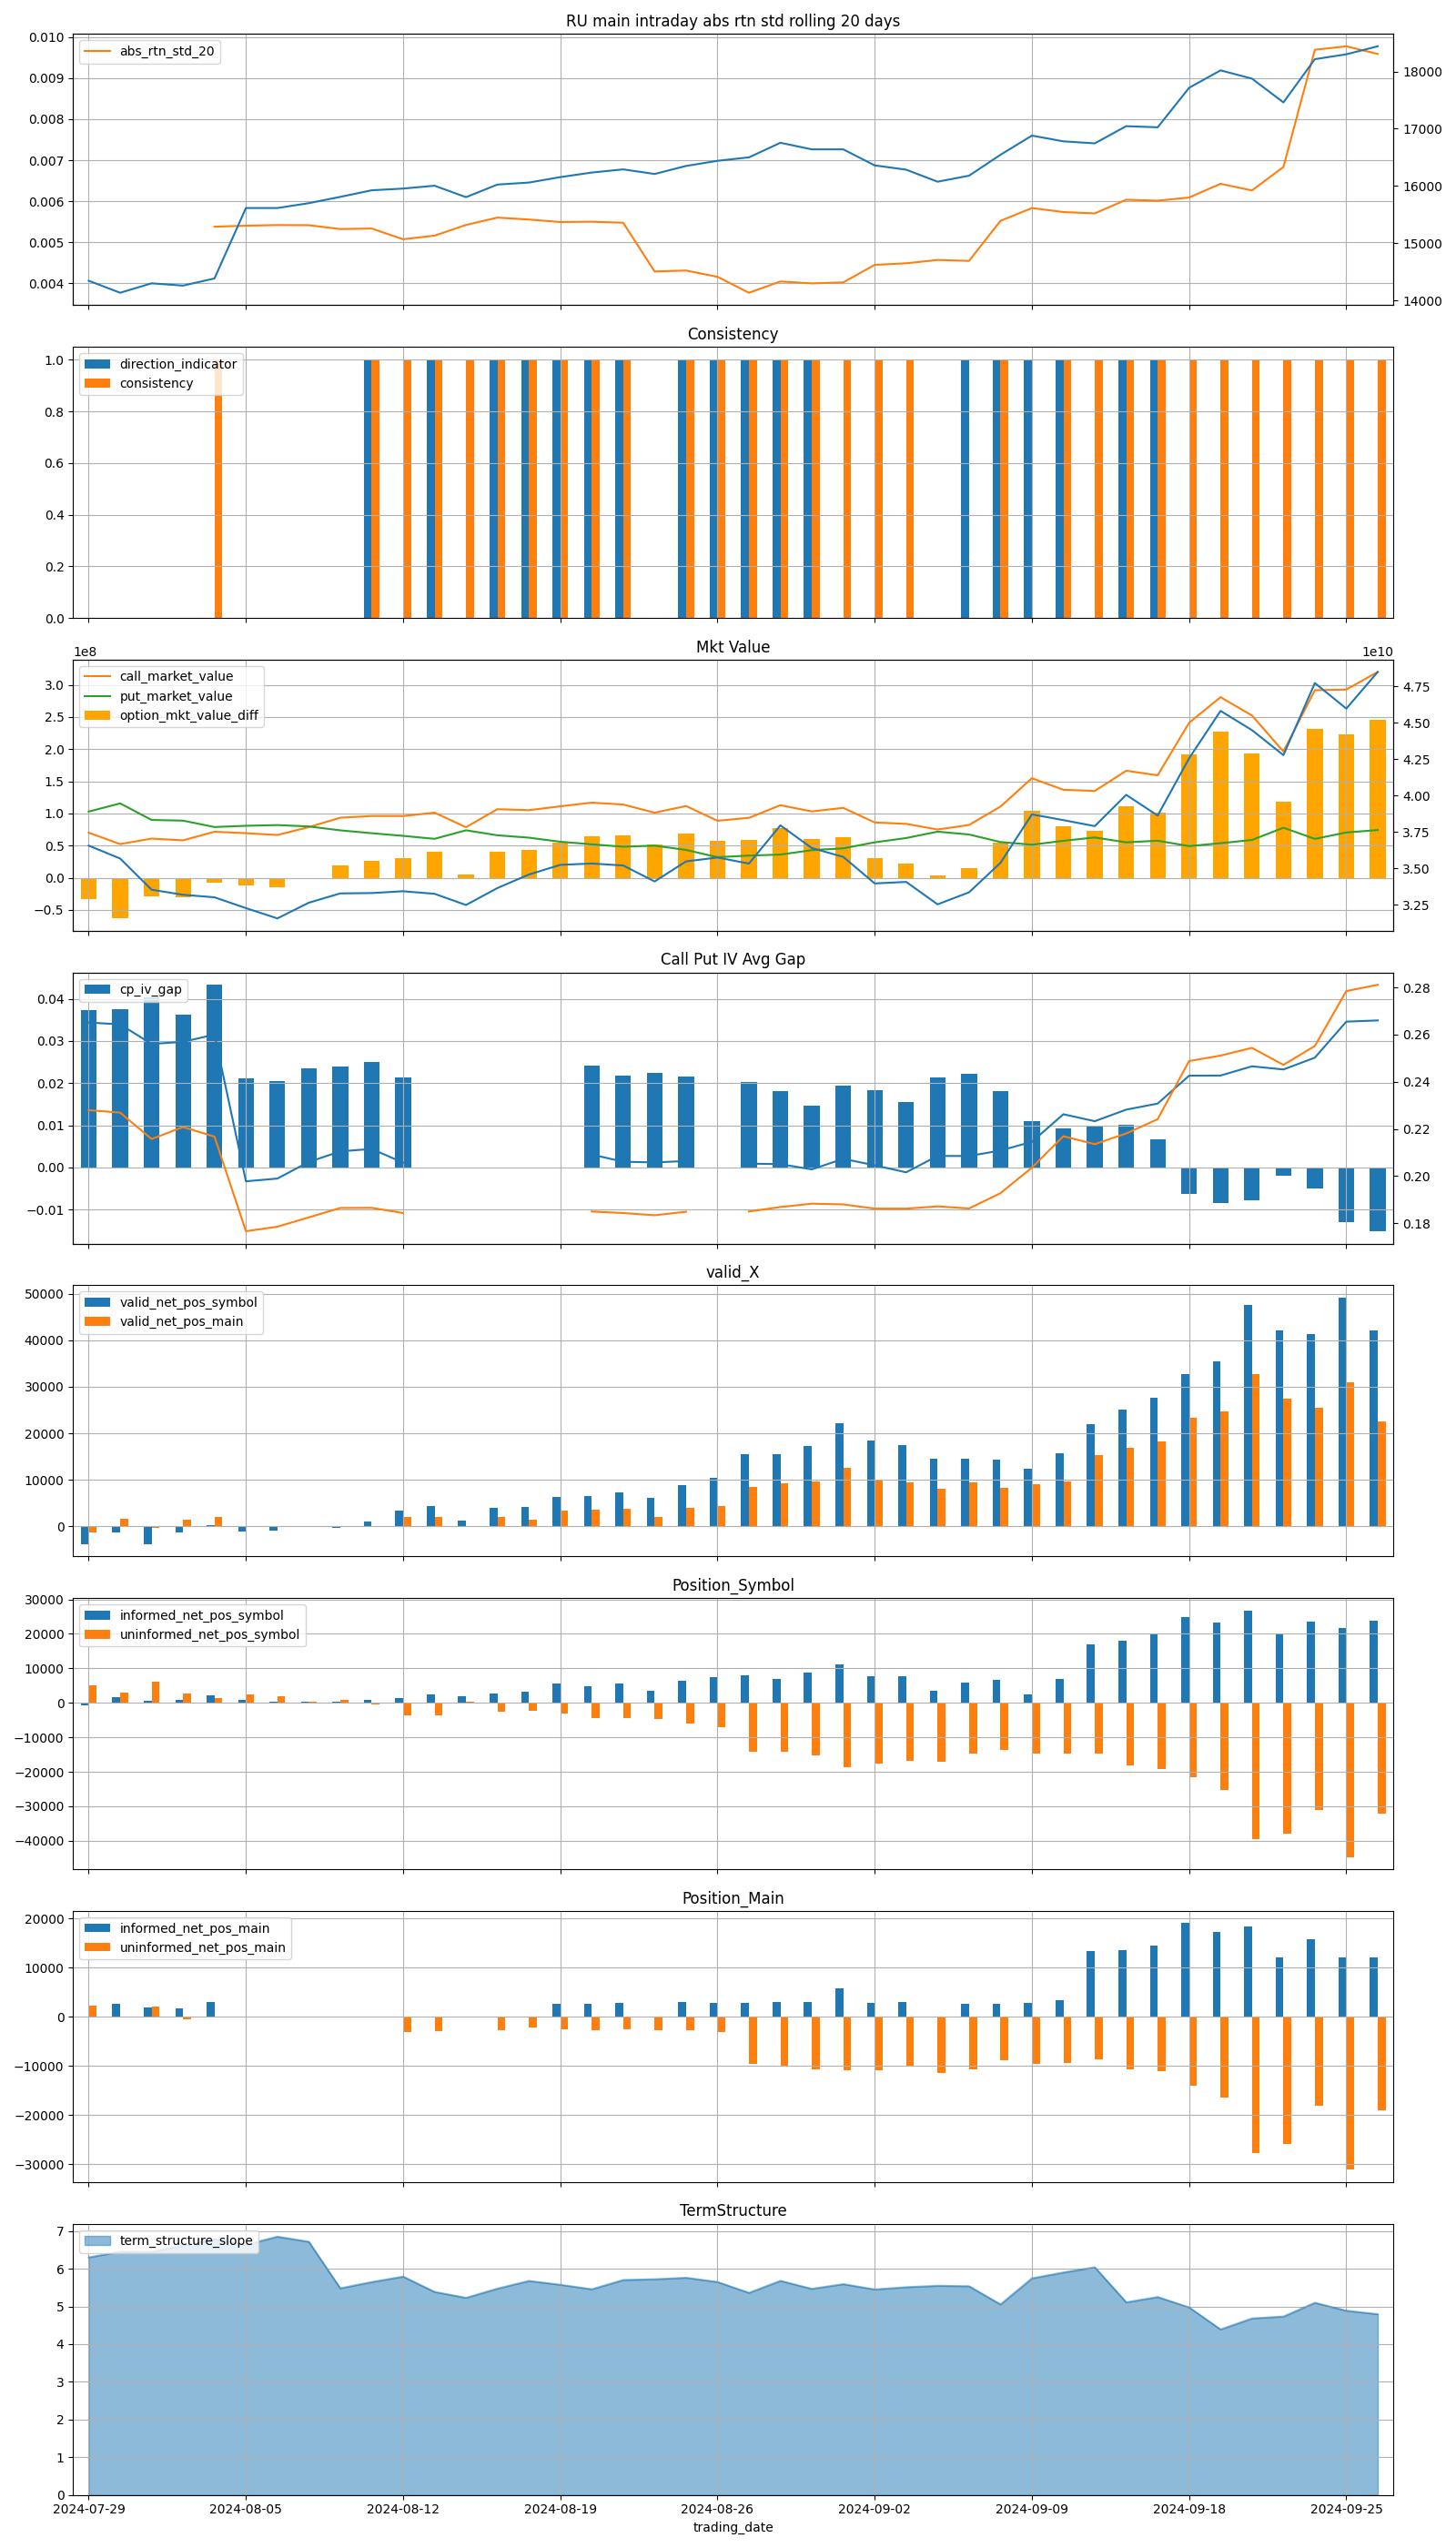 RU main intraday abs rtn std rolling 20 days
abs_rtn_std_20
0.010
0.009
0.008
0.007
0.006
0.005
0.004
18000
17000
16000
15000
14000
Consistency
direction_indicator
consistency
1.0
0.8
0.6
0.4
0.2
0.0
Mkt Value
1e8
1e10
call_market_value
put_market_value
option_mkt_value_diff
3.0
2.5
2.0
1.5
1.0
0.5
0.0
−0.5
4.75
4.50
4.25
4.00
3.75
3.50
3.25
Call Put IV Avg Gap
cp_iv_gap
0.04
0.03
0.02
0.01
0.00
−0.01
0.28
0.26
0.24
0.22
0.20
0.18
valid_X
valid_net_pos_symbol
valid_net_pos_main
50000
40000
30000
20000
10000
0
Position_Symbol
informed_net_pos_symbol
uninformed_net_pos_symbol
30000
20000
10000
0
−10000
−20000
−30000
−40000
Position_Main
informed_net_pos_main
uninformed_net_pos_main
20000
10000
0
−10000
−20000
−30000
TermStructure
term_structure_slope
7
6
5
4
3
2
1
0
2024-07-29 2024-08-05 2024-08-12 2024-08-19 2024-08-26 2024-09-02 2024-09-09 2024-09-18 2024-09-25
trading_date